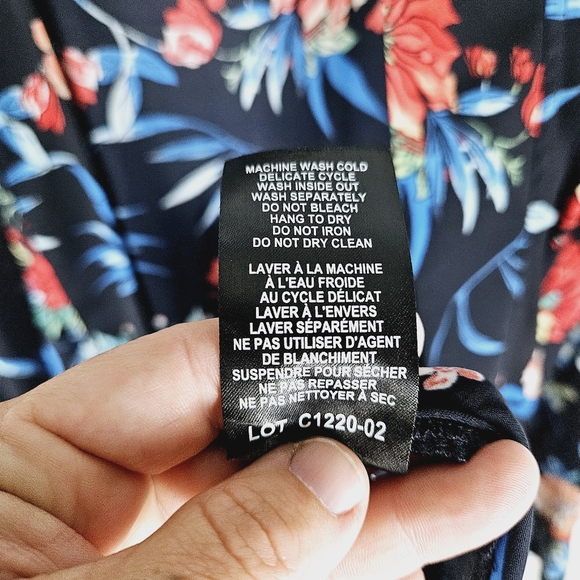 MACHINE WASH COLD
DELICATE CYCLE
WASH INSIDE OUT
WASH SEPARATELY
DO NOT BLEACH
HANG TO DRY
DO NOT IRON
DO NOT DRY CLEAN
LAVER À LA MACHINE
À L'EAU FROIDE
AU CYCLE DÉLICAT
LAVER À L'ENVERS
LAVER SÉPARÉMENT
NE PAS UTILISER D'AGENT
DE BLANCHIMENT
SUSPENDRE POUR SÉCHER
NE PAS REPASSER
NE PAS NETTOYER À SEC
LOT C1220-02